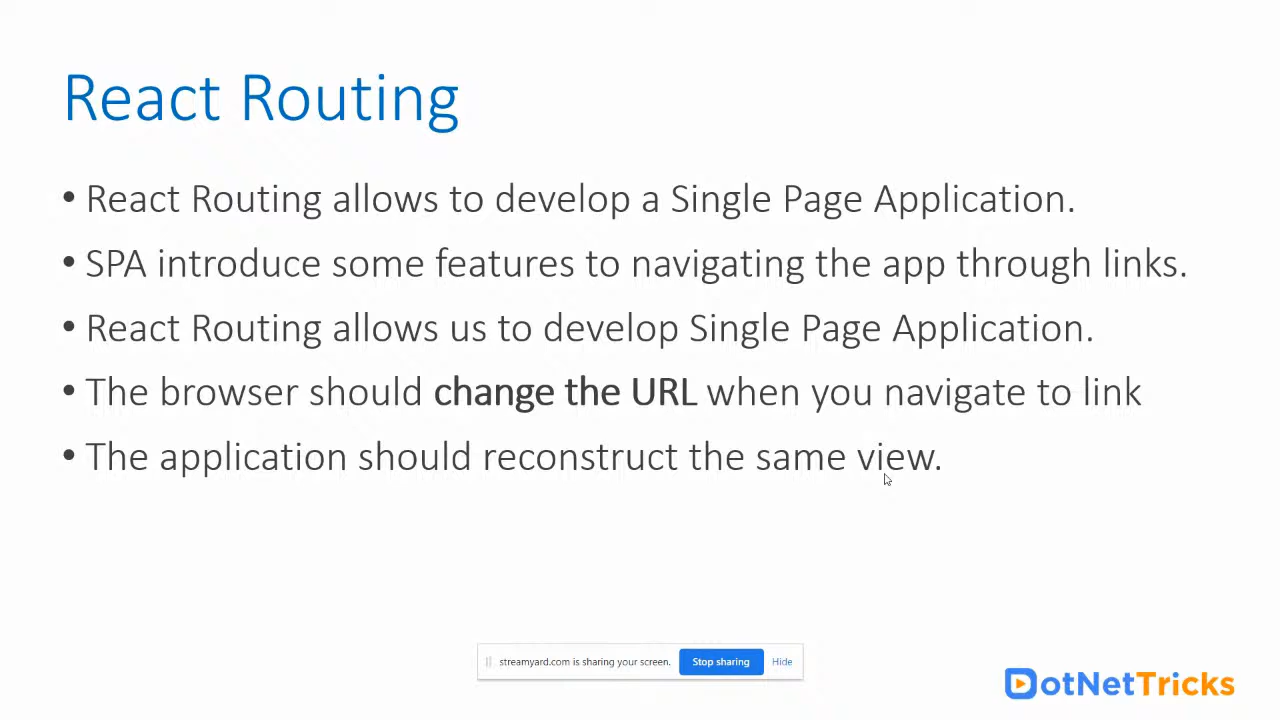 React Routing
• React Routing allows to develop a Single Page Application.
• SPA introduce some features to navigating the app through links.
• React Routing allows us to develop Single Page Application.
• The browser should change the URL when you navigate to link
• The application should reconstruct the same view.
streamyard.com is sharing your screen. Stop sharing Hide
DotNetTricks